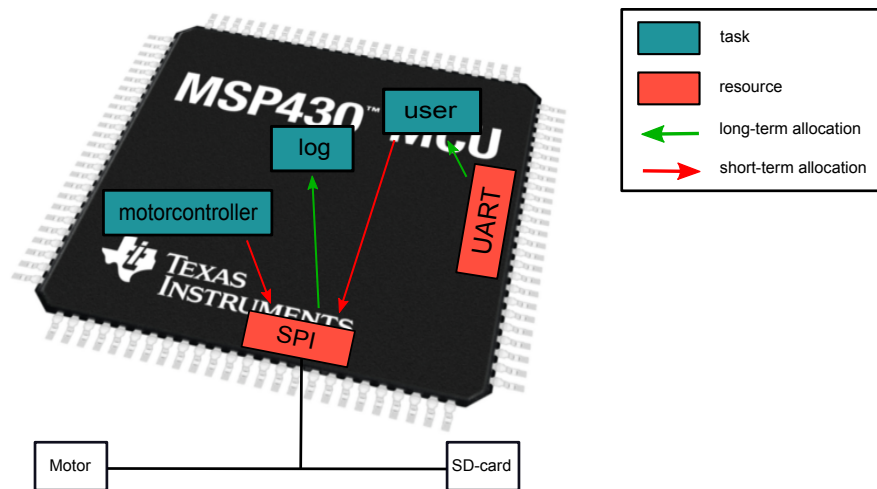 MSP430™ MCU
user
log
motorcontroller
UART
TEXAS
INSTRUMENTS
SPI
Motor
SD-card
task
resource
long-term allocation
short-term allocation